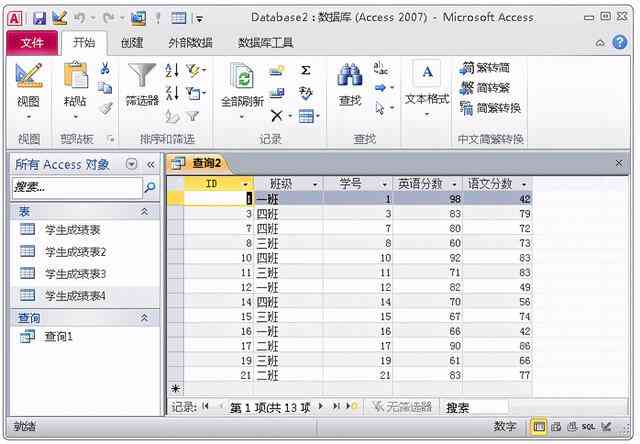 Database2 : 数据库 (Access 2007) - Microsoft Access
文件 开始 创建 外部数据 数据库工具
视图 粘贴 筛选器 全部刷新 查找 文本格式 繁转简
简转繁
简繁转换
视图 剪贴板 排序和筛选 记录 查找 中文简繁转换
所有 Access 对象
搜索...
表
学生成绩表
学生成绩表2
学生成绩表3
学生成绩表4
查询
查询1
查询2
ID 班级 学号 英语分数 语文分数
1 一班 1 98 42
3 四班 3 83 79
7 四班 7 80 72
8 三班 8 60 73
10 四班 10 92 83
11 三班 11 71 83
12 一班 12 82 49
14 四班 14 70 56
15 三班 15 67 74
16 一班 16 66 42
17 二班 17 90 86
19 三班 19 61 66
21 二班 21 83 77
记录: 第 1 项(共 13 项 无筛选器 搜索
就绪 数字 SQL